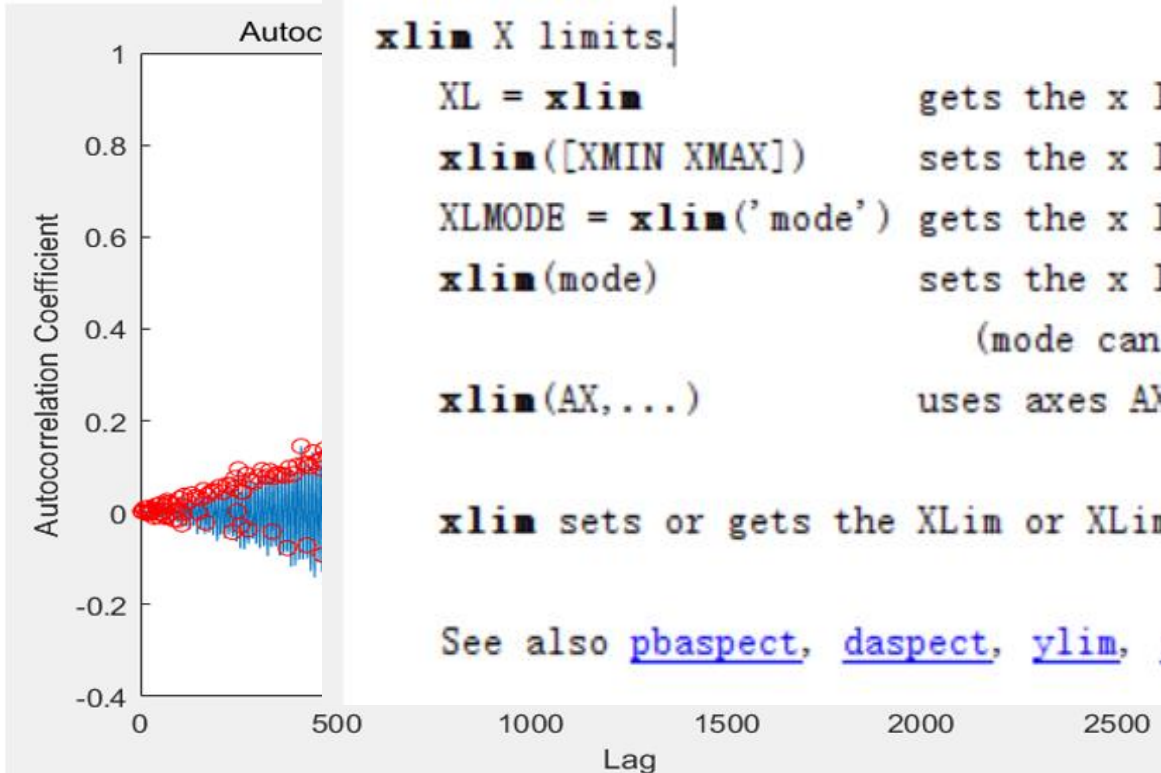 Autoc
1
0.8
0.6
0.4
0.2
0
-0.2
-0.4
Autocorrelation Coefficient
0
500
1000
1500
2000
2500
Lag
xlim X limits.
XL = xlim gets the x
xlim([XMIN XMAX]) sets the x
XLMODE = xlim('mode') gets the x
xlim(mode) sets the x
(mode can
xlim(AX,...) uses axes AX
xlim sets or gets the XLim or XLim
See also pbaspect, daspect, ylim,